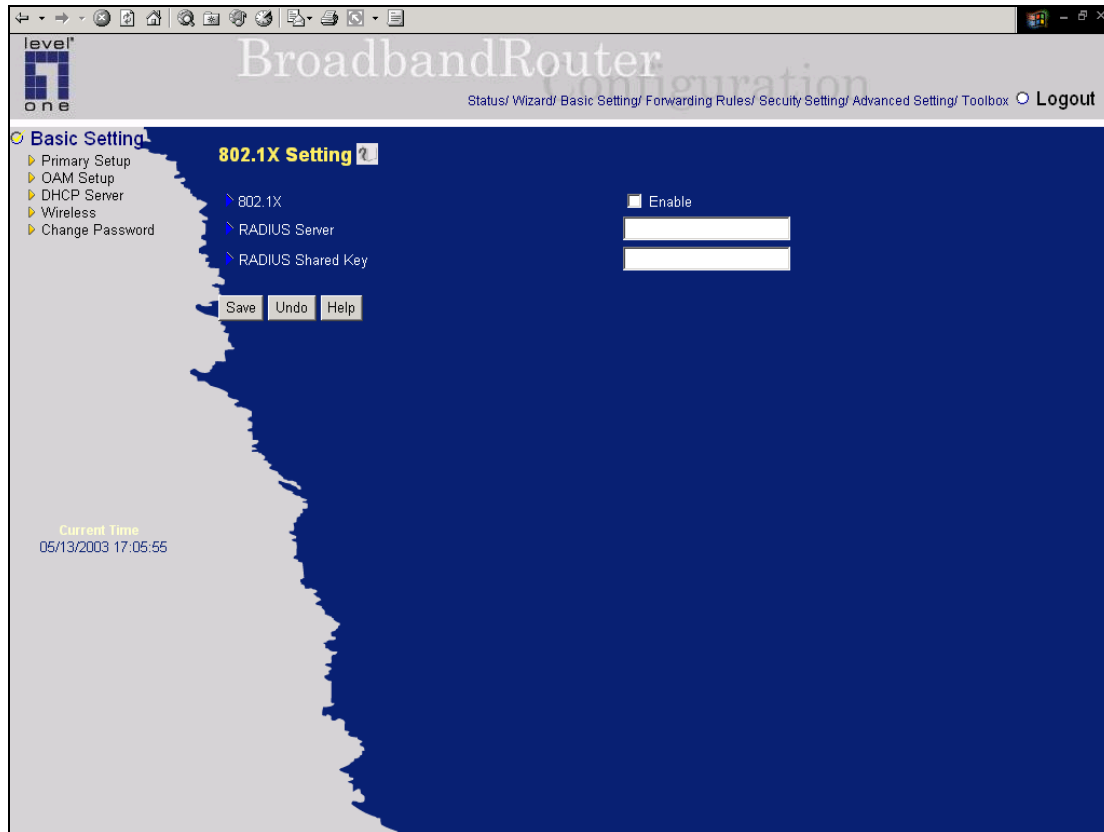 level
one
BroadbandRouter
Configuration
Status/ Wizard/ Basic Setting/ Forwarding Rules/ Secuity Setting/ Advanced Setting/ Toolbox Logout
Basic Setting
Primary Setup
OAM Setup
DHCP Server
Wireless
Change Password
802.1X Setting
802.1X Enable
RADIUS Server
RADIUS Shared Key
Save Undo Help
Current Time
05/13/2003 17:05:55